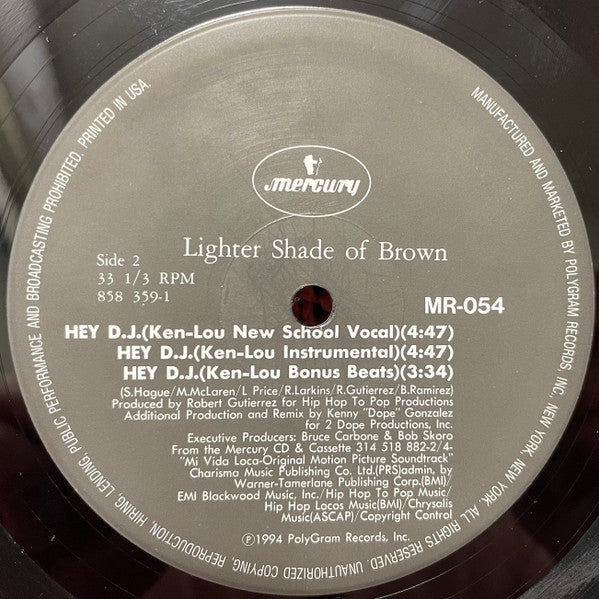 mercury
Lighter Shade of Brown
Side 2
33 1/3 RPM
858 359-1
MR-054
HEY D.J.(Ken-Lou New School Vocal)(4:47)
HEY D.J.(Ken-Lou Instrumental)(4:47)
HEY D.J.(Ken-Lou Bonus Beats)(3:34)
(S.Hague/M.McLaren/L Price/R.Larkins/R.Gutierrez/B.Ramirez)
Produced by Robert Gutierrez for Hip Hop To Pop Productions
Additional Production and Remix by Kenny "Dope" Gonzalez
for 2 Dope Productions, Inc.
Executive Producers: Bruce Carbone & Bob Skoro
From the Mercury CD & Cassette 314 518 882-2/4-
"Mi Vida Loca-Original Motion Picture Soundtrack"
Charisma Music Publishing Co. Ltd.(PRS)admin, by
Warner-Tamerlane Publishing Corp.(BMI)/
EMI Blackwood Music, Inc./Hip Hop To Pop Music/
Hip Hop Locos Music(BMI)/Chrysalis
Music(ASCAP)/Copyright Control
Ⓟ1994 PolyGram Records, Inc.
MANUFACTURED AND MARKETED BY POLYGRAM RECORDS, INC. NEW YORK, NEW YORK. ALL RIGHTS RESERVED. UNAUTHORIZED COPYING, REPRODUCTION HIRING, LENDING, PUBLIC PERFORMANCE AND BROADCASTING PROHIBITED. PRINTED IN USA.